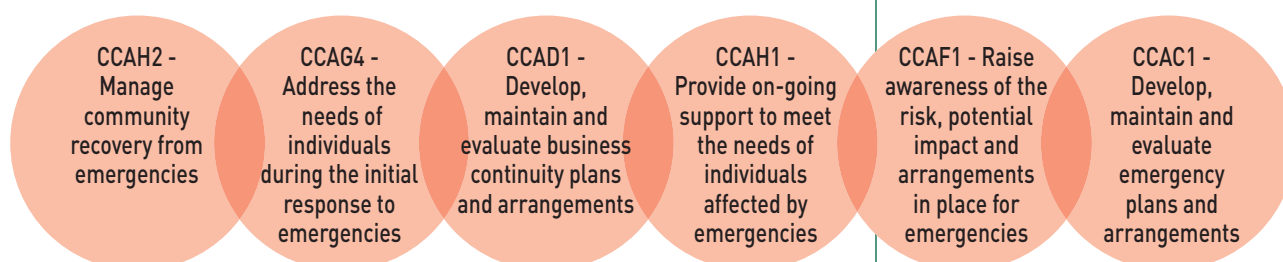 CCAH2 -
Manage
community
recovery from
emergencies
CCAG4 -
Address the
needs of
individuals
during the initial
response to
emergencies
CCAD1 -
Develop,
maintain and
evaluate business
continuity plans
and arrangements
CCAH1 -
Provide on-going
support to meet
the needs of
individuals
affected by
emergencies
CCAF1 - Raise
awareness of the
risk, potential
impact and
arrangements
in place for
emergencies
CCAC1 -
Develop,
maintain and
evaluate
emergency
plans and
arrangements